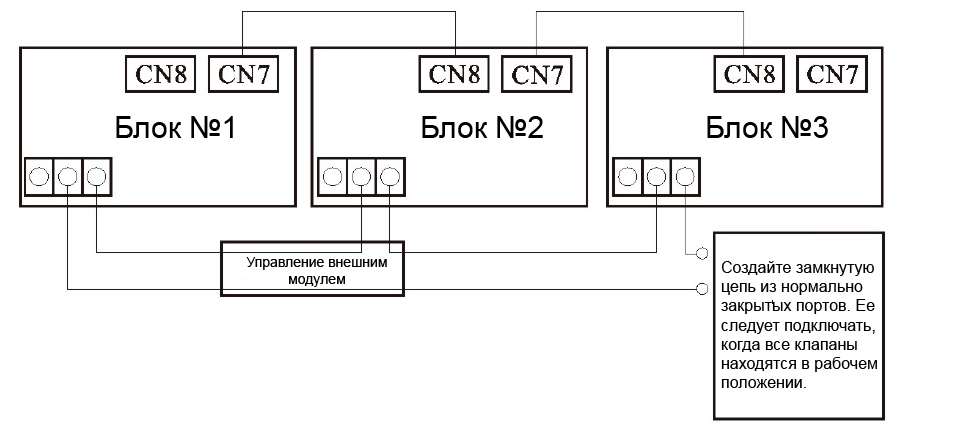 CN8 CN7 CN8 CN7 CN8 CN7
Блок №1 Блок №2 Блок №3
Управление внешним
модулем
Создайте замкнутую
цепь из нормально
закрытых портов. Ее
следует подключать,
когда все клапаны
находятся в рабочем
положении.